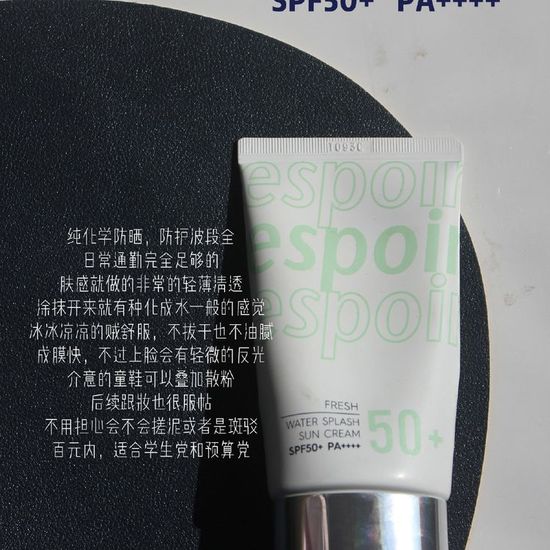 SPF50+ PA++++
10930
espoir
espoir
espoir
纯化学防晒，防护波段全
日常通勤完全足够的
肤感就做的非常的轻薄清透
涂抹开来就有种化成水一般的感觉
冰冰凉凉的贼舒服，不拔干也不油腻
成膜快，不过上脸会有轻微的反光
介意的童鞋可以叠加散粉
后续跟妆也很服帖
不用担心会不会搓泥或者是斑驳
百元内，适合学生党和预算党
FRESH
WATER SPLASH
SUN CREAM
SPF50+ PA++++
50+